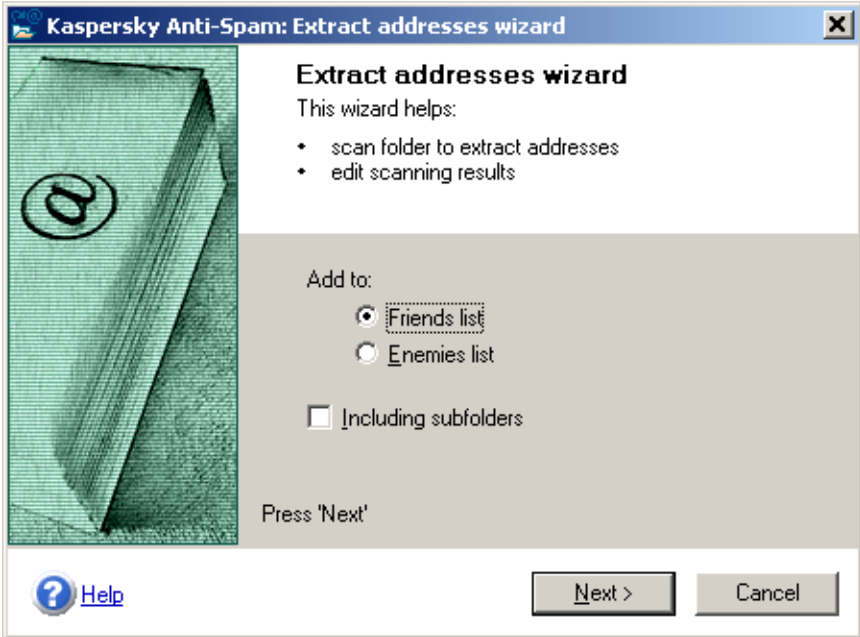 Kaspersky Anti-Spam: Extract addresses wizard
Extract addresses wizard
This wizard helps:
• scan folder to extract addresses
• edit scanning results
@
Add to:
Friends list
Enemies list
Including subfolders
Press 'Next'
Help
Next >
Cancel